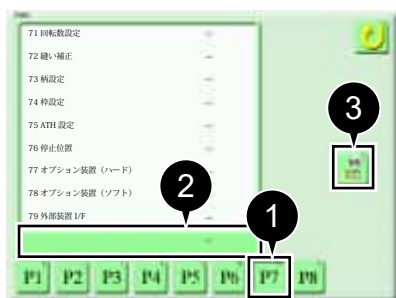 71 回転数設定
72 縫い補正
73 柄設定
74 枠設定
75 ATH 設定
76 停止位置
77 オプション装置（ハード）
78 オプション装置（ソフト）
79 外部装置 I/F
3
2
1
P1 P2 P3 P4 P5 P6 P7 P8